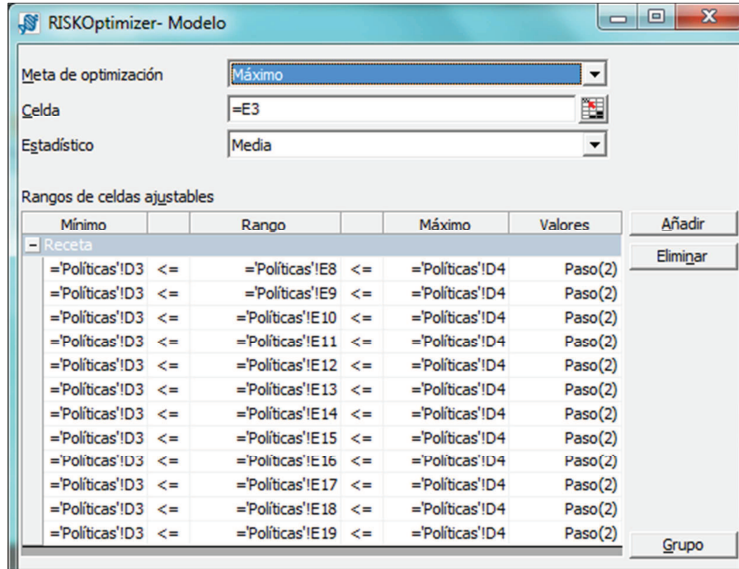 RISKOptimizer- Modelo
Meta de optimización Máximo
Celda =E3
Estadístico Media
Rangos de celdas ajustables
Mínimo Rango Máximo Valores Añadir
Receta
='Políticas'!D3 <= ='Políticas'!E8 <= ='Políticas'!D4 Paso(2) Eliminar
='Políticas'!D3 <= ='Políticas'!E9 <= ='Políticas'!D4 Paso(2)
='Políticas'!D3 <= ='Políticas'!E10 <= ='Políticas'!D4 Paso(2)
='Políticas'!D3 <= ='Políticas'!E11 <= ='Políticas'!D4 Paso(2)
='Políticas'!D3 <= ='Políticas'!E12 <= ='Políticas'!D4 Paso(2)
='Políticas'!D3 <= ='Políticas'!E13 <= ='Políticas'!D4 Paso(2)
='Políticas'!D3 <= ='Políticas'!E14 <= ='Políticas'!D4 Paso(2)
='Políticas'!D3 <= ='Políticas'!E15 <= ='Políticas'!D4 Paso(2)
='Políticas'!D3 <= ='Políticas'!E16 <= ='Políticas'!D4 Paso(2)
='Políticas'!D3 <= ='Políticas'!E17 <= ='Políticas'!D4 Paso(2)
='Políticas'!D3 <= ='Políticas'!E18 <= ='Políticas'!D4 Paso(2)
='Políticas'!D3 <= ='Políticas'!E19 <= ='Políticas'!D4 Paso(2)
Grupo